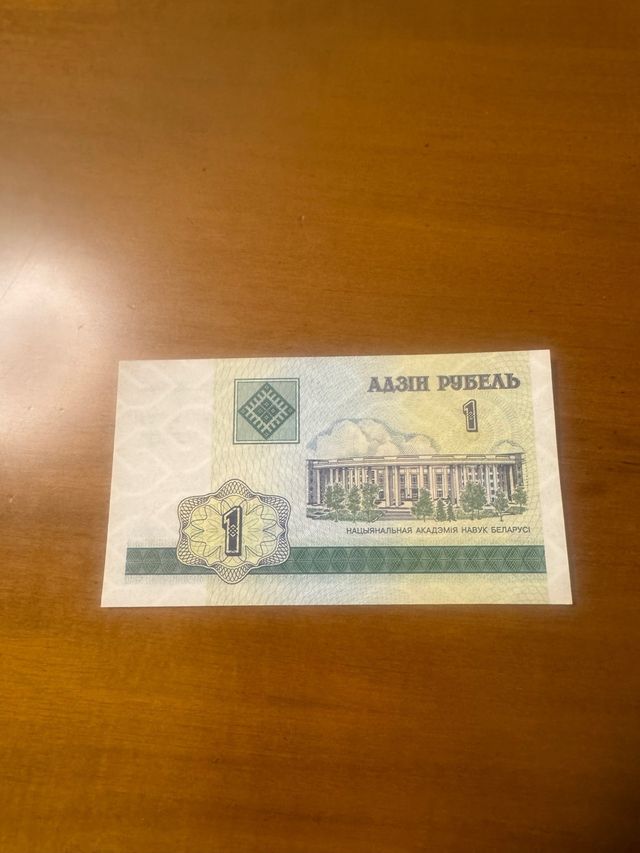 АДЗІН РУБЕЛЬ
1
НАЦЫЯНАЛЬНАЯ АКАДЭМІЯ НАВУК БЕЛАРУСІ
1